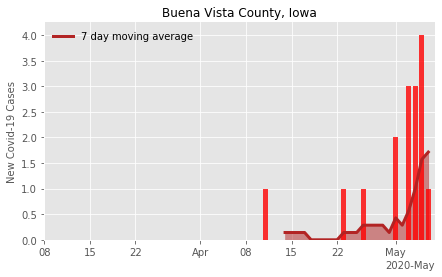 Buena Vista County, Iowa
7 day moving average
New Covid-19 Cases
4.0
3.5
3.0
2.5
2.0
1.5
1.0
0.5
0.0
08 15 22 Apr 08 15 22 May
2020-May